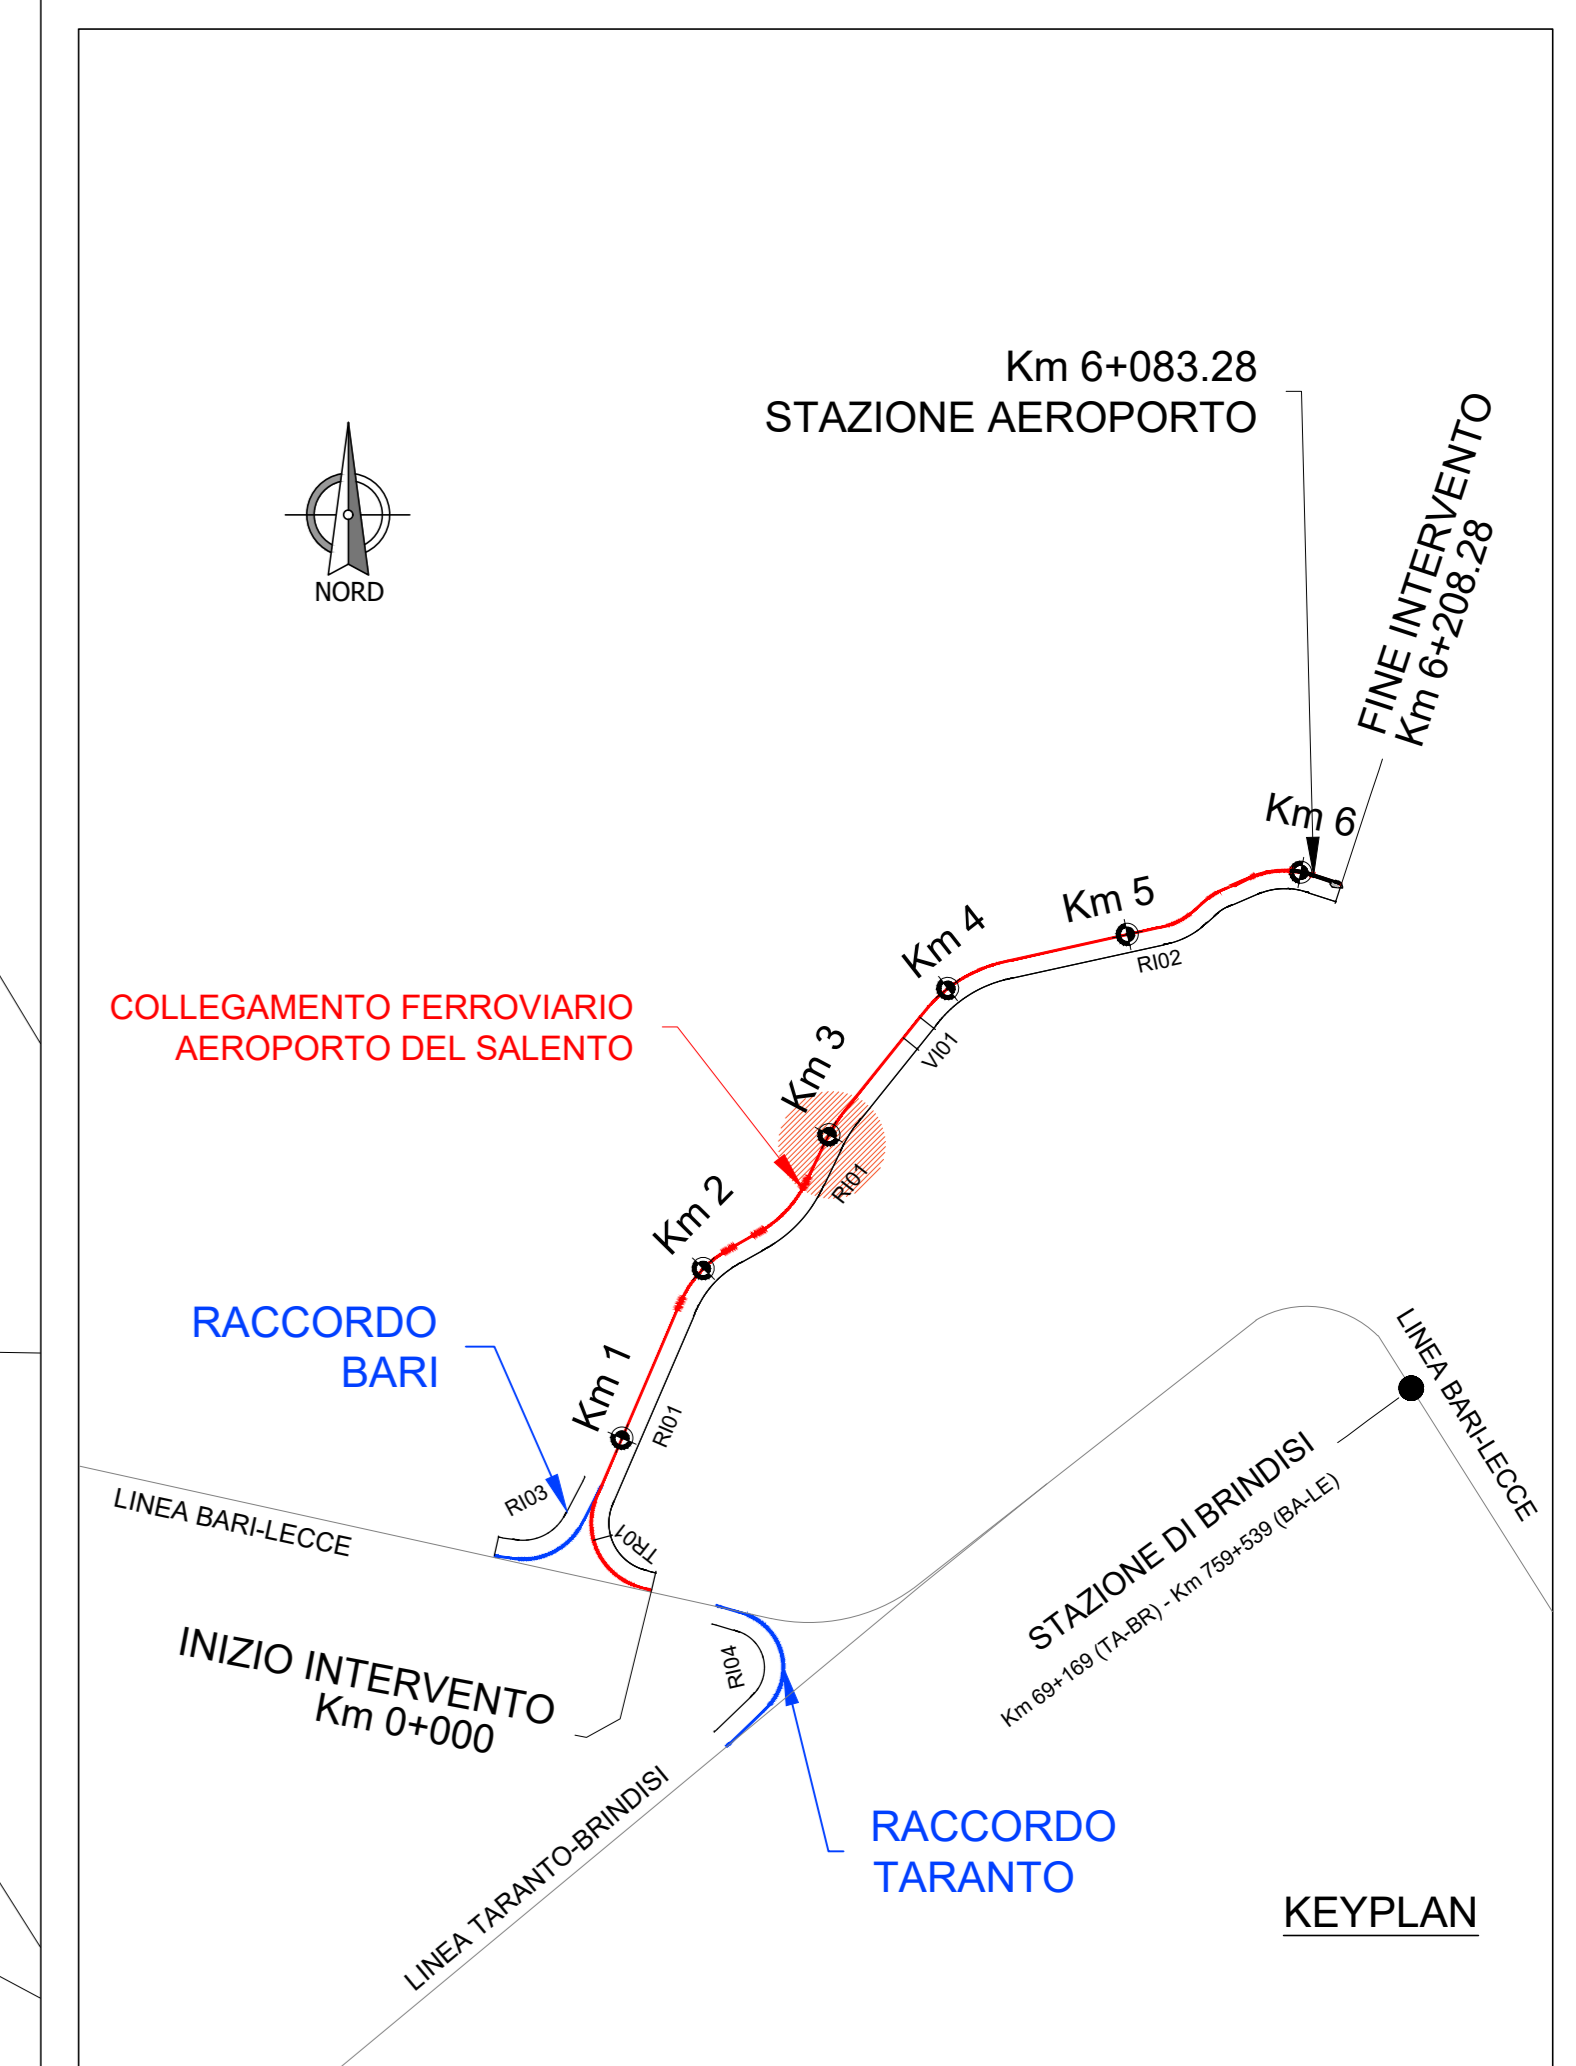 Km 6+083.28
STAZIONE AEROPORTO
FINE INTERVENTO
Km 6+208.28
NORD
Km 6
Km 5
Km 4
RI02
COLLEGAMENTO FERROVIARIO
AEROPORTO DEL SALENTO
Km 3
VI01
RI01
Km 2
RACCORDO
BARI
Km 1
RI01
LINEA BARI-LECCE
RI03
LINEA BARI-LECCE
TR01
STAZIONE DI BRINDISI
Km 69+169 (TA-BR) - Km 759+539 (BA-LE)
INIZIO INTERVENTO
Km 0+000
RI04
LINEA TARANTO-BRINDISI
RACCORDO
TARANTO
KEYPLAN